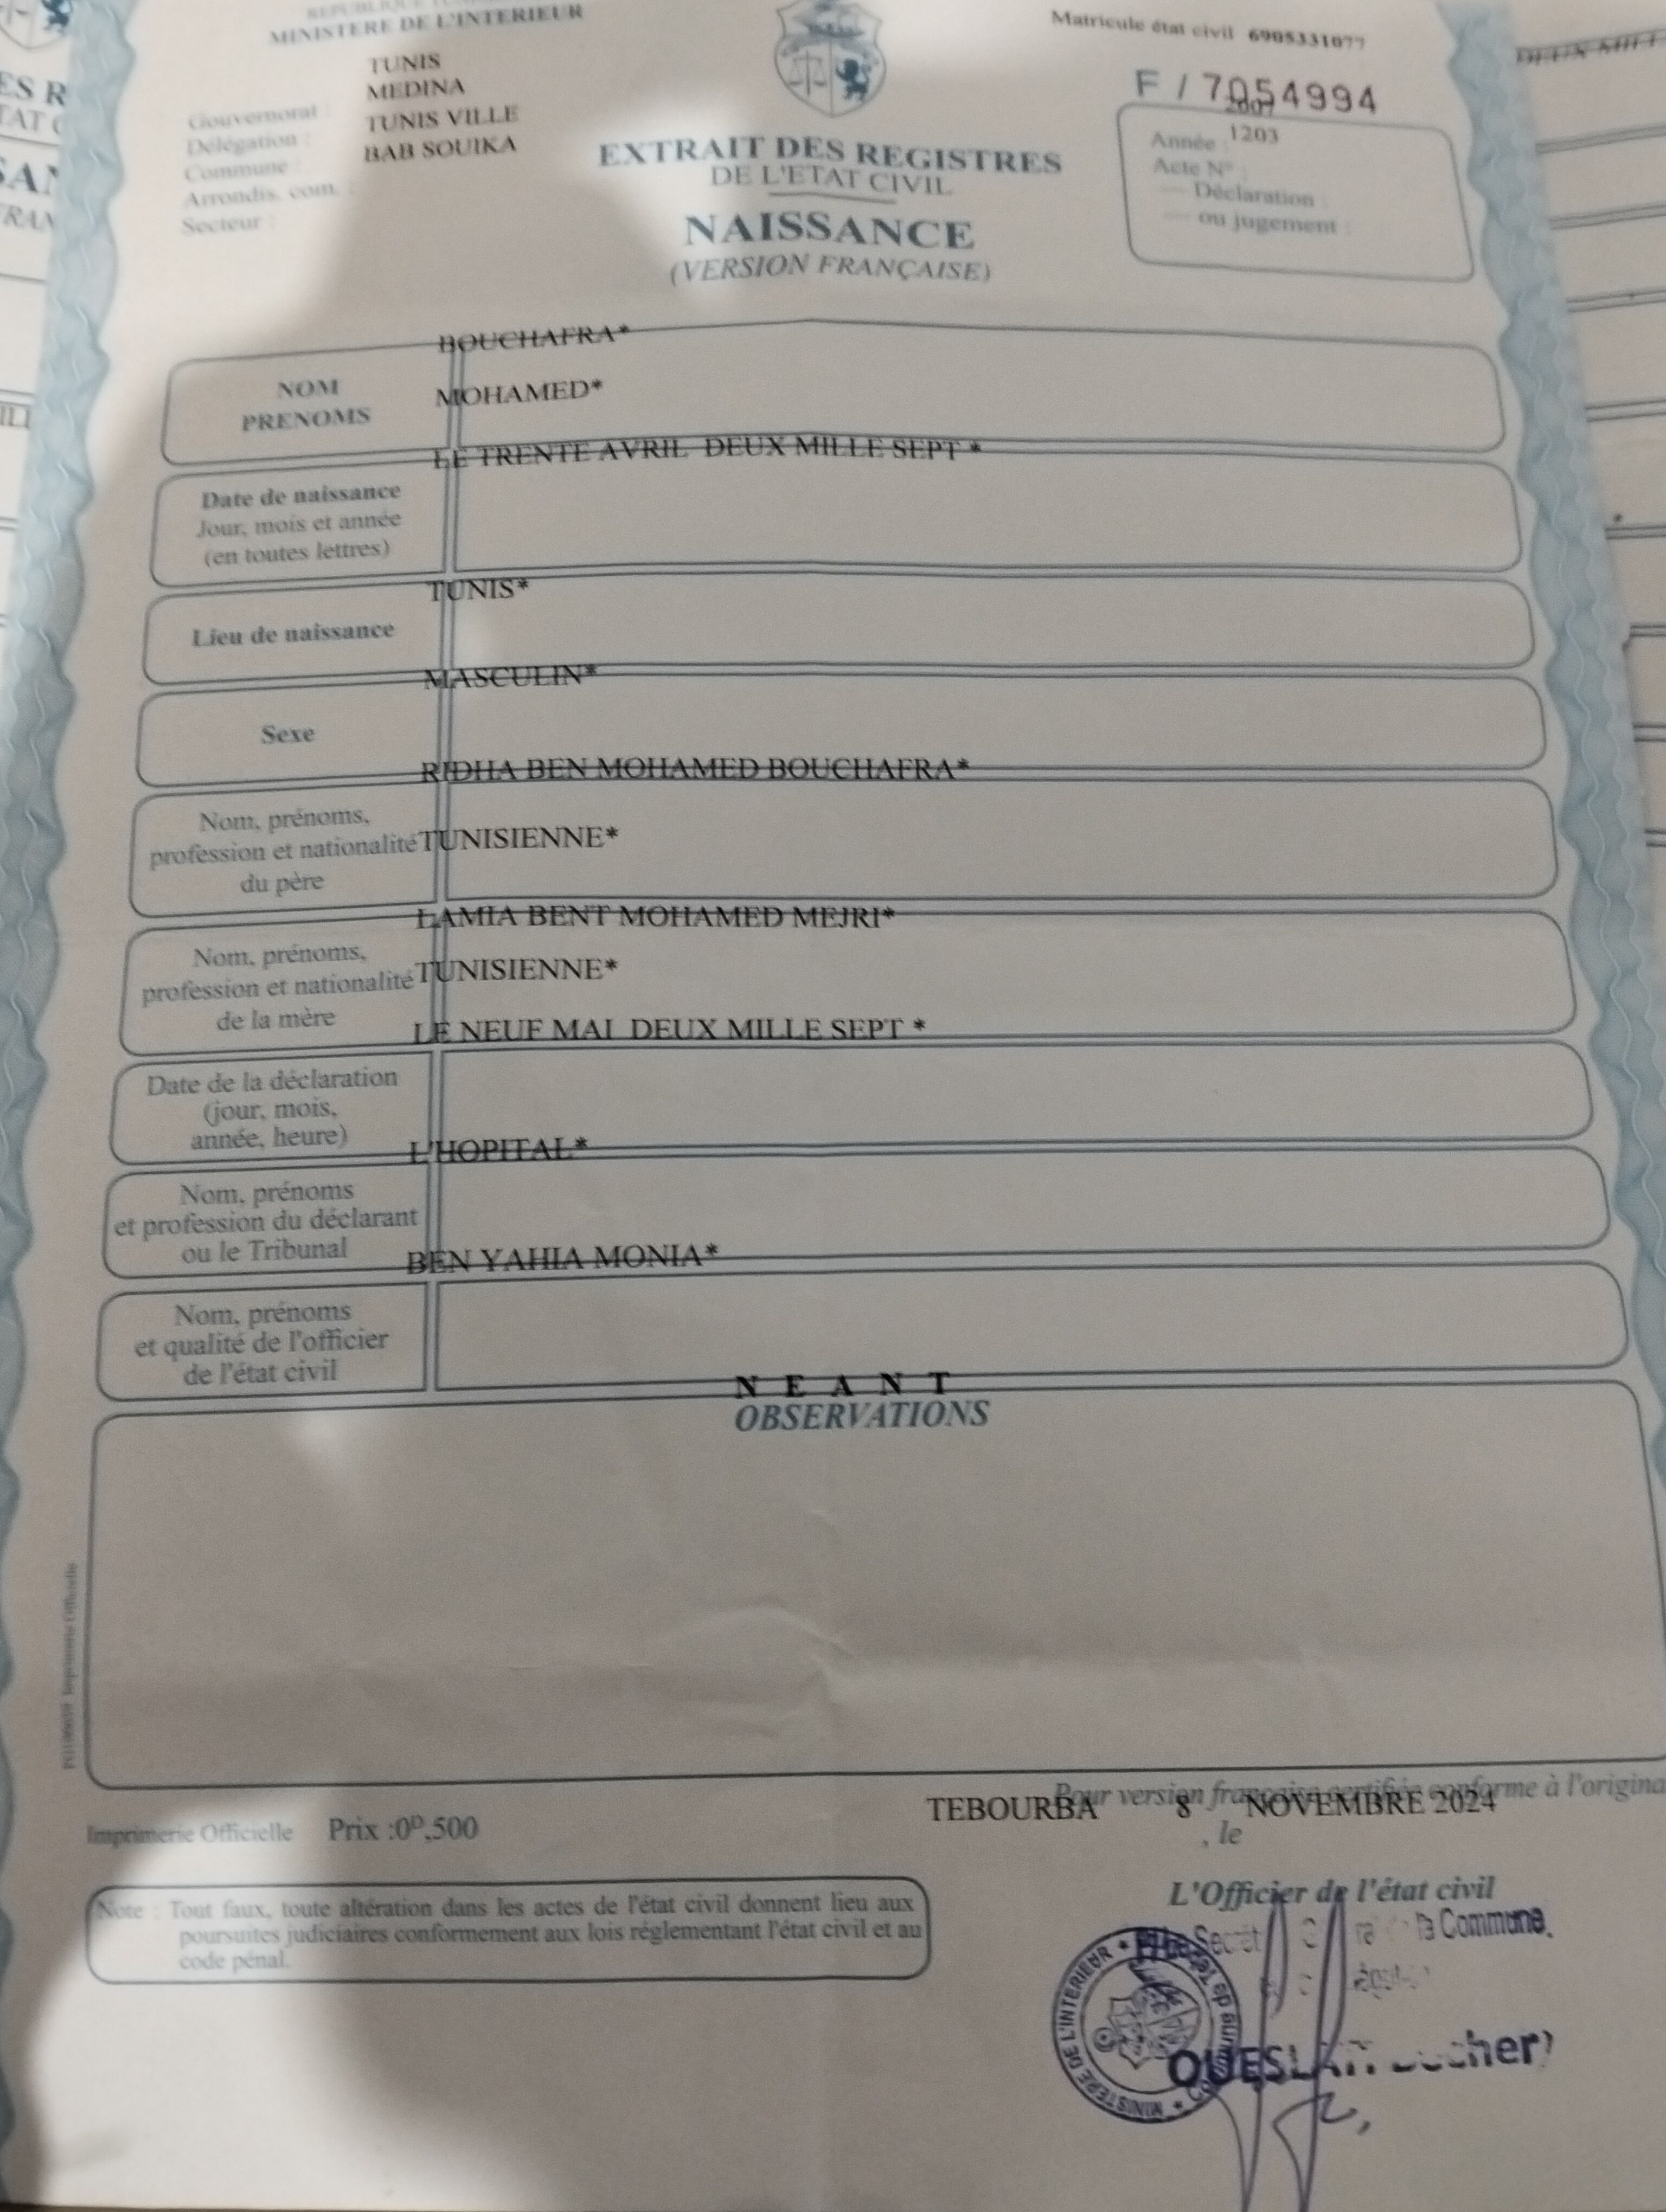 REPUBLIQUE
MINISTERE DE L'INTERIEUR
Matricule état civil 6905331077
F / 7054994
TUNIS
MEDINA
TUNIS VILLE
BAB SOUIKA
Gouvernorat :
Délégation :
Commune :
Arrondis. com. :
Secteur :
EXTRAIT DES REGISTRES
DE L'ETAT CIVIL
NAISSANCE
(VERSION FRANÇAISE)
2007
Année : 1203
Acte N° :
— Déclaration :
— ou jugement :
BOUCHAFRA*
NOM
PRENOMS
MOHAMED*
LE TRENTE AVRIL DEUX MILLE SEPT *
Date de naissance
Jour, mois et année
(en toutes lettres)
TUNIS*
Lieu de naissance
MASCULIN*
Sexe
RIDHA BEN MOHAMED BOUCHAFRA*
Nom, prénoms,
profession et nationalité TUNISIENNE*
du père
LAMIA BENT MOHAMED MEJRI*
Nom, prénoms,
profession et nationalité TUNISIENNE*
de la mère
LE NEUF MAI DEUX MILLE SEPT *
Date de la déclaration
(jour, mois,
année, heure)
L'HOPITAL*
Nom, prénoms
et profession du déclarant
ou le Tribunal
BEN YAHIA MONIA*
Nom, prénoms
et qualité de l'officier
de l'état civil
N E A N T
OBSERVATIONS
Imprimerie Officielle
Pour version française certifiée conforme à l'origina
TEBOURBA 8 NOVEMBRE 2024
, le
Imprimerie Officielle Prix :0ᴰ,500
L'Officier de l'état civil
Note : Tout faux, toute altération dans les actes de l'état civil donnent lieu aux
poursuites judiciaires conformement aux lois réglementant l'état civil et au
code pénal.
la Commune
MINISTERE DE L'INTERIEUR